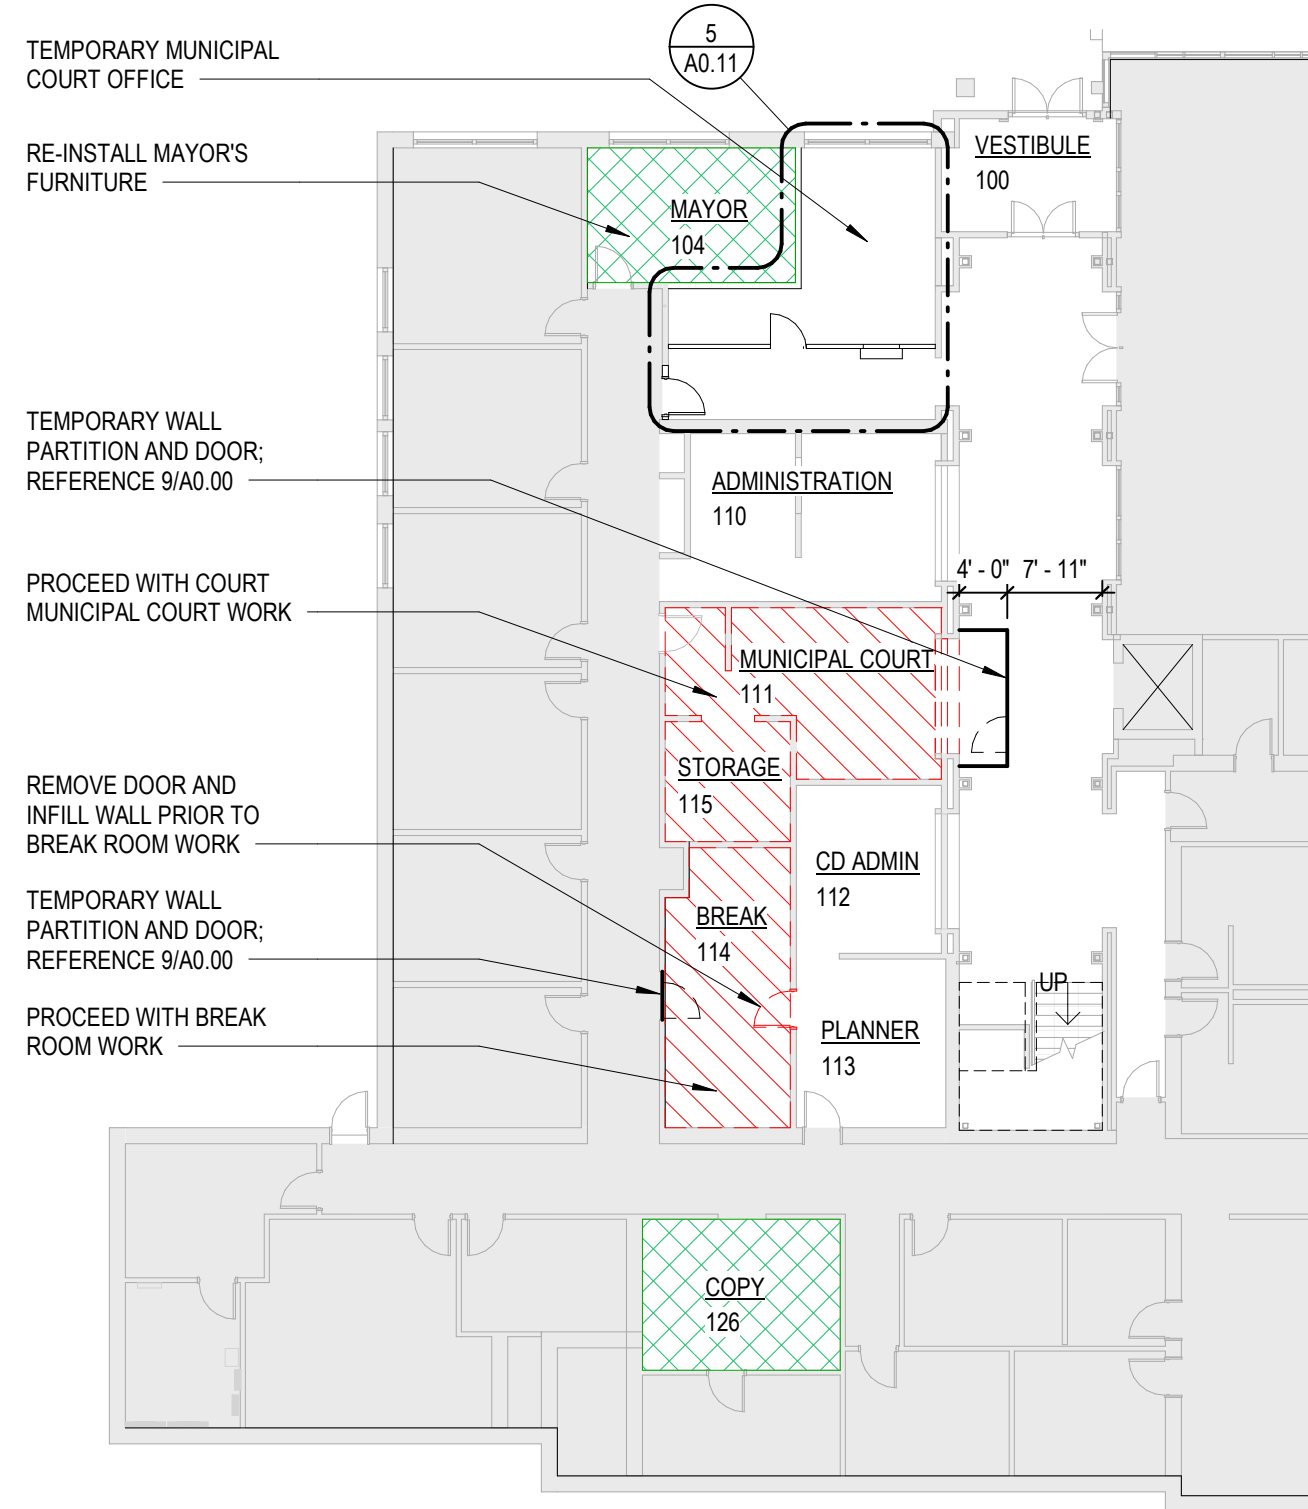 TEMPORARY MUNICIPAL
COURT OFFICE
5
A0.11
RE-INSTALL MAYOR'S
FURNITURE
VESTIBULE
100
MAYOR
104
TEMPORARY WALL
PARTITION AND DOOR;
REFERENCE 9/A0.00
ADMINISTRATION
110
4' - 0"
7' - 11"
PROCEED WITH COURT
MUNICIPAL COURT WORK
MUNICIPAL COURT
111
STORAGE
115
REMOVE DOOR AND
INFILL WALL PRIOR TO
BREAK ROOM WORK
CD ADMIN
112
TEMPORARY WALL
PARTITION AND DOOR;
REFERENCE 9/A0.00
BREAK
114
UP
PROCEED WITH BREAK
ROOM WORK
PLANNER
113
COPY
126